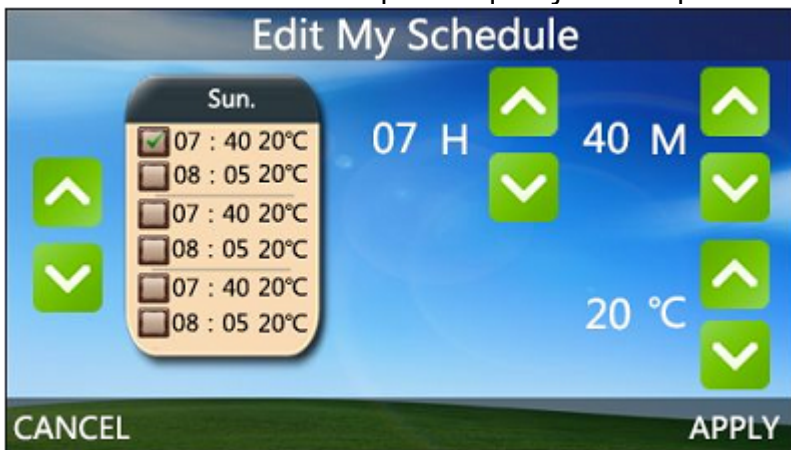 Edit My Schedule
Sun.
07 : 40 20℃
08 : 05 20℃
07 : 40 20℃
08 : 05 20℃
07 : 40 20℃
08 : 05 20℃
07 H
40 M
20 ℃
CANCEL
APPLY